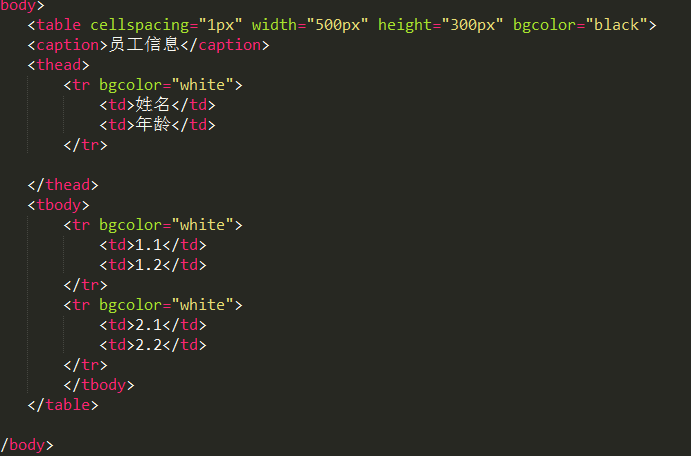 body>
<table cellspacing="1px" width="500px" height="300px" bgcolor="black">
<caption>员工信息</caption>
<thead>
<tr bgcolor="white">
<td>姓名</td>
<td>年龄</td>
</tr>
</thead>
<tbody>
<tr bgcolor="white">
<td>1.1</td>
<td>1.2</td>
</tr>
<tr bgcolor="white">
<td>2.1</td>
<td>2.2</td>
</tr>
</tbody>
</table>
/body>